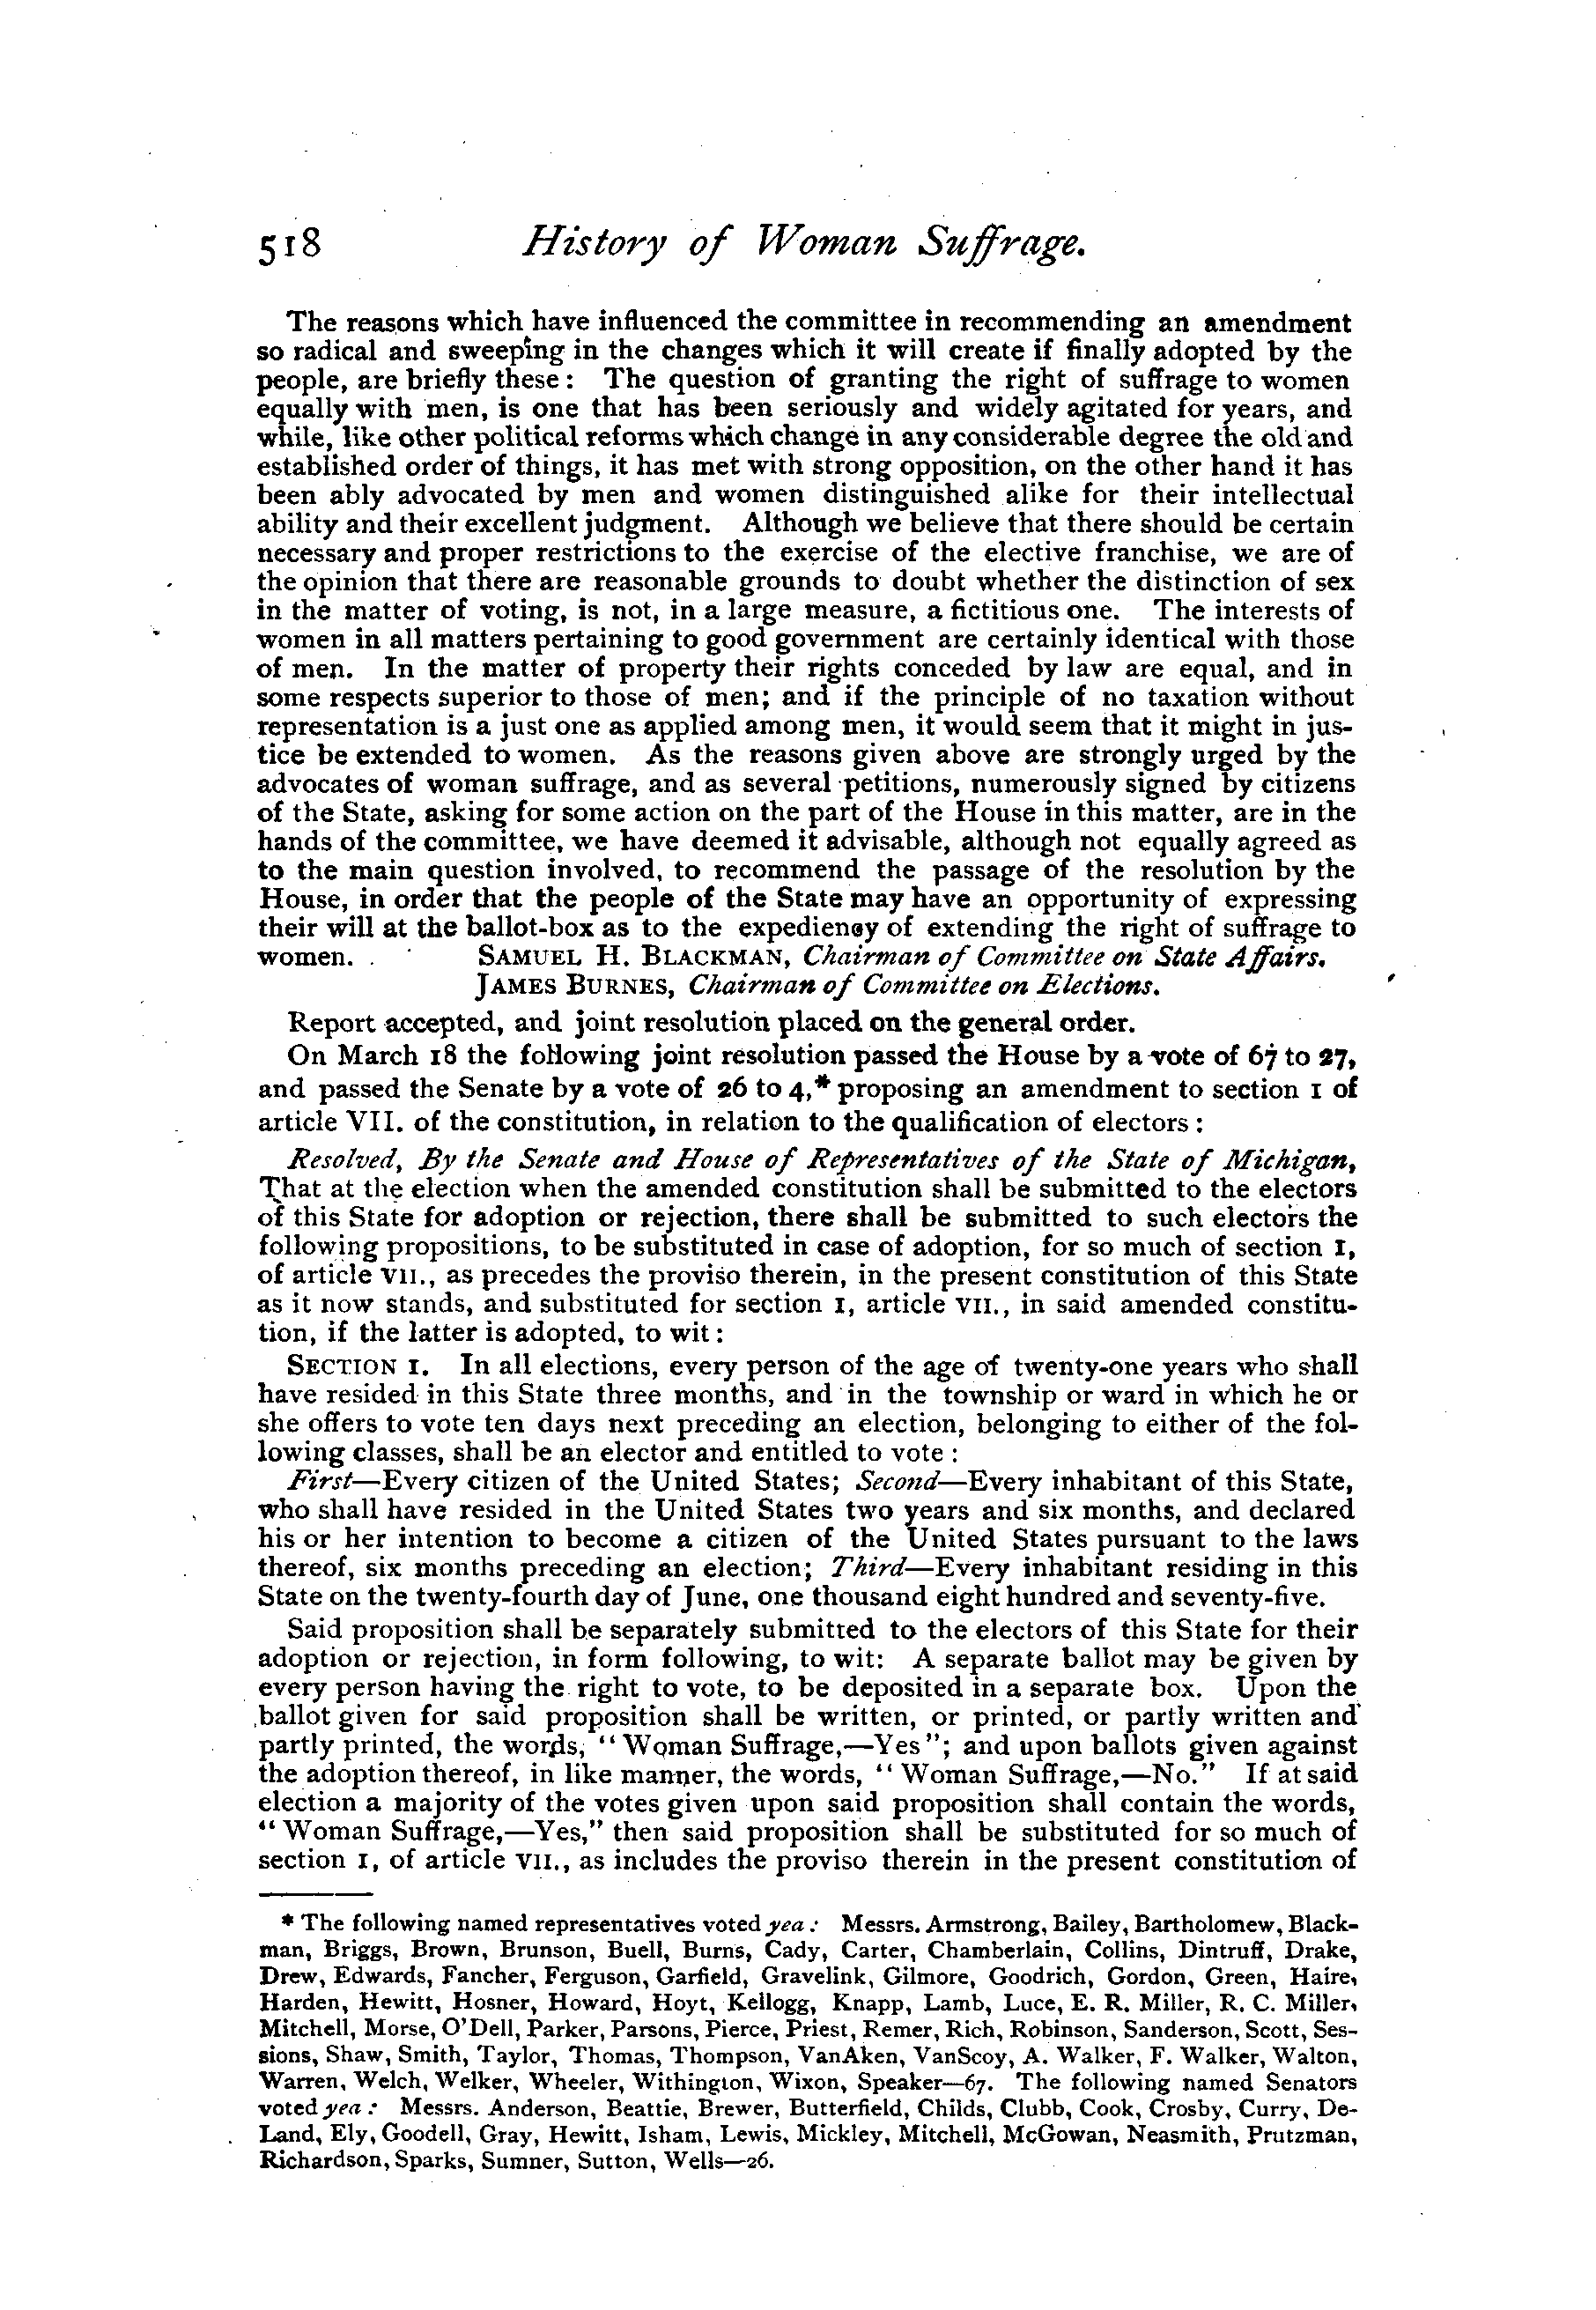 518 History of Woman Suffrage.
The reasons which have influenced the committee in recommending an amendment
so radical and sweeping in the changes which it will create if finally adopted by the
people, are briefly these: The question of granting the right of suffrage to women
equally with men, is one that has been seriously and widely agitated for years, and
while, like other political reforms which change in any considerable degree the old and
established order of things, it has met with strong opposition, on the other hand it has
been ably advocated by men and women distinguished alike for their intellectual
ability and their excellent judgment. Although we believe that there should be certain
necessary and proper restrictions to the exercise of the elective franchise, we are of
the opinion that there are reasonable grounds to doubt whether the distinction of sex
in the matter of voting, is not, in a large measure, a fictitious one. The interests of
women in all matters pertaining to good government are certainly identical with those
of men. In the matter of property their rights conceded by law are equal, and in
some respects superior to those of men; and if the principle of no taxation without
representation is a just one as applied among men, it would seem that it might in jus-
tice be extended to women. As the reasons given above are strongly urged by the
advocates of woman suffrage, and as several petitions, numerously signed by citizens
of the State, asking for some action on the part of the House in this matter, are in the
hands of the committee, we have deemed it advisable, although not equally agreed as
to the main question involved, to recommend the passage of the resolution by the
House, in order that the people of the State may have an opportunity of expressing
their will at the ballot-box as to the expediency of extending the right of suffrage to
women. SAMUEL H. BLACKMAN, Chairman of Committee on State Affairs.
JAMES BURNES, Chairman of Committee on Elections.
Report accepted, and joint resolution placed on the general order.
On March 18 the following joint resolution passed the House by a vote of 67 to 27,
and passed the Senate by a vote of 26 to 4,* proposing an amendment to section 1 of
article VII. of the constitution, in relation to the qualification of electors:
Resolved, By the Senate and House of Representatives of the State of Michigan,
That at the election when the amended constitution shall be submitted to the electors
of this State for adoption or rejection, there shall be submitted to such electors the
following propositions, to be substituted in case of adoption, for so much of section 1,
of article VII., as precedes the proviso therein, in the present constitution of this State
as it now stands, and substituted for section 1, article VII., in said amended constitu-
tion, if the latter is adopted, to wit:
SECTION 1. In all elections, every person of the age of twenty-one years who shall
have resided in this State three months, and in the township or ward in which he or
she offers to vote ten days next preceding an election, belonging to either of the fol-
lowing classes, shall be an elector and entitled to vote:
First—Every citizen of the United States; Second—Every inhabitant of this State,
who shall have resided in the United States two years and six months, and declared
his or her intention to become a citizen of the United States pursuant to the laws
thereof, six months preceding an election; Third—Every inhabitant residing in this
State on the twenty-fourth day of June, one thousand eight hundred and seventy-five.
Said proposition shall be separately submitted to the electors of this State for their
adoption or rejection, in form following, to wit: A separate ballot may be given by
every person having the right to vote, to be deposited in a separate box. Upon the
ballot given for said proposition shall be written, or printed, or partly written and
partly printed, the words, "Woman Suffrage,—Yes"; and upon ballots given against
the adoption thereof, in like manner, the words, "Woman Suffrage,—No." If at said
election a majority of the votes given upon said proposition shall contain the words,
"Woman Suffrage,—Yes," then said proposition shall be substituted for so much of
section 1, of article VII., as includes the proviso therein in the present constitution of
* The following named representatives voted yea: Messrs. Armstrong, Bailey, Bartholomew, Black-
man, Briggs, Brown, Brunson, Buell, Burns, Cady, Carter, Chamberlain, Collins, Dintruff, Drake,
Drew, Edwards, Fancher, Ferguson, Garfield, Gravelink, Gilmore, Goodrich, Gordon, Green, Haire,
Harden, Hewitt, Hosner, Howard, Hoyt, Kellogg, Knapp, Lamb, Luce, E. R. Miller, R. C. Miller,
Mitchell, Morse, O'Dell, Parker, Parsons, Pierce, Priest, Remer, Rich, Robinson, Sanderson, Scott, Ses-
sions, Shaw, Smith, Taylor, Thomas, Thompson, VanAken, VanScoy, A. Walker, F. Walker, Walton,
Warren, Welch, Welker, Wheeler, Withington, Wixon, Speaker—67. The following named Senators
voted yea: Messrs. Anderson, Beattie, Brewer, Butterfield, Childs, Clubb, Cook, Crosby, Curry, De-
Land, Ely, Goodell, Gray, Hewitt, Isham, Lewis, Mickley, Mitchell, McGowan, Neasmith, Prutzman,
Richardson, Sparks, Sumner, Sutton, Wells—26.